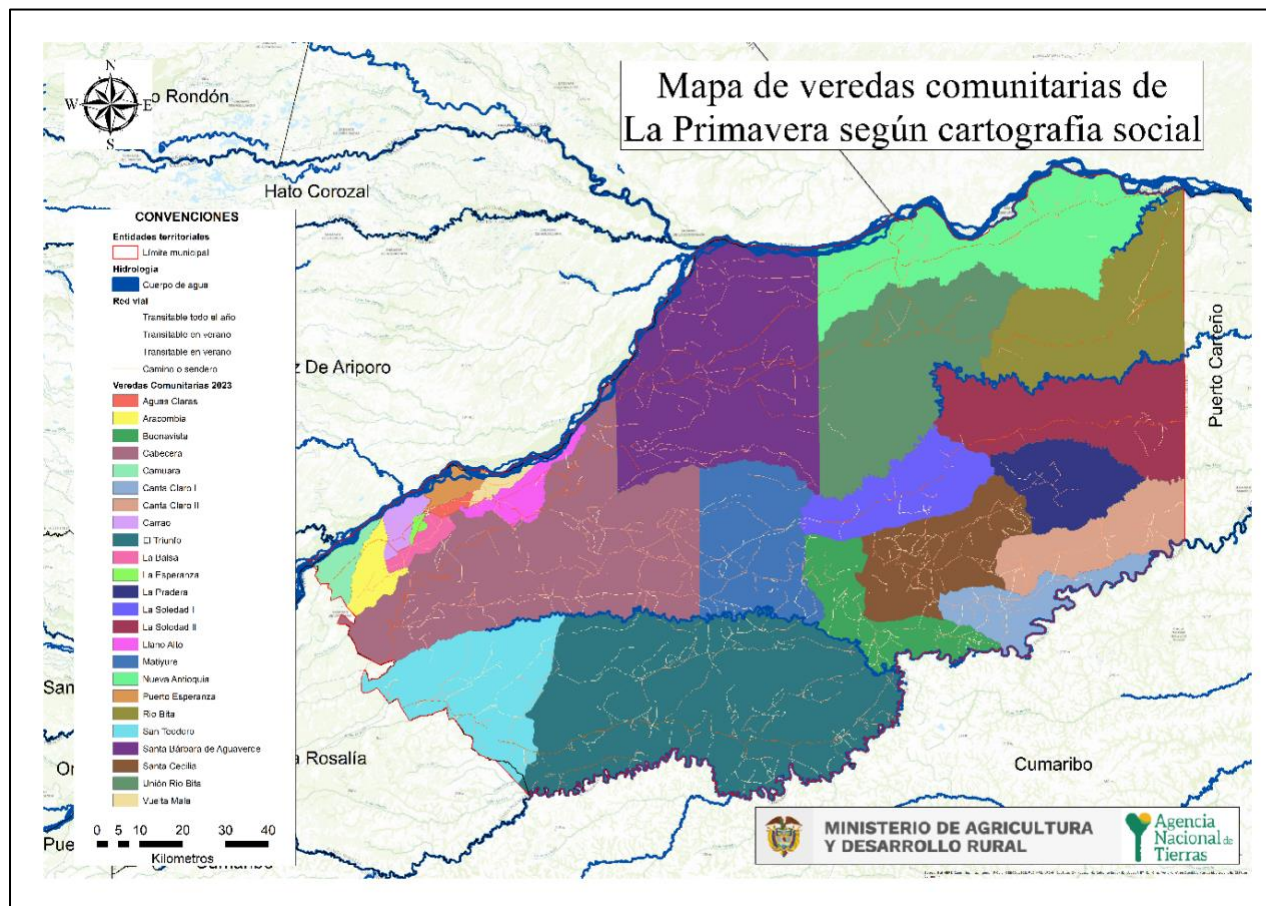 Mapa de veredas comunitarias de
La Primavera según cartografia social
N
W
E
S
o Rondón
Hato Corozal
z De Ariporo
Puerto Carreño
a Rosalía
Cumaribo
San
Or
Pue
Cumaribo
CONVENCIONES
Entidades territoriales
Límite municipal
Hidrología
Cuerpo de agua
Red vial
Transitable todo el año
Transitable en verano
Transitable en verano
Camino o sendero
Veredas Comunitarias 2023
Aguas Claras
Aracombia
Buonavista
Cabecera
Camuara
Canta Claro I
Canta Claro II
Carrao
El Triunfo
La Balsa
La Esperanza
La Pradera
La Soledad I
La Soledad II
Llano Alto
Matiyure
Nueva Antioquia
Puerto Esperanza
Rio Bita
San Teodoro
Santa Bárbara de Aguaverde
Santa Cecilia
Unión Rio Bita
Vuelta Mala
0 5 10 20 30 40
Kilometros
MINISTERIO DE AGRICULTURA
Y DESARROLLO RURAL
Agencia
Nacional de
Tierras